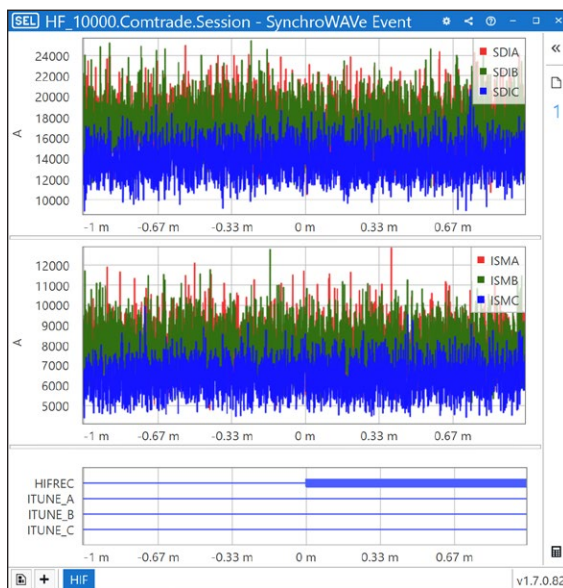 SEL HF_10000.Comtrade.Session - SynchroWAVe Event
24000
22000
20000
18000
16000
14000
12000
10000
A
SDIA
SDIB
SDIC
1
-1 m -0.67 m -0.33 m 0 m 0.33 m 0.67 m
12000
11000
10000
9000
8000
7000
6000
5000
A
ISMA
ISMB
ISMC
-1 m -0.67 m -0.33 m 0 m 0.33 m 0.67 m
HIFREC
ITUNE_A
ITUNE_B
ITUNE_C
-1 m -0.67 m -0.33 m 0 m 0.33 m 0.67 m
HIF
v1.7.0.82